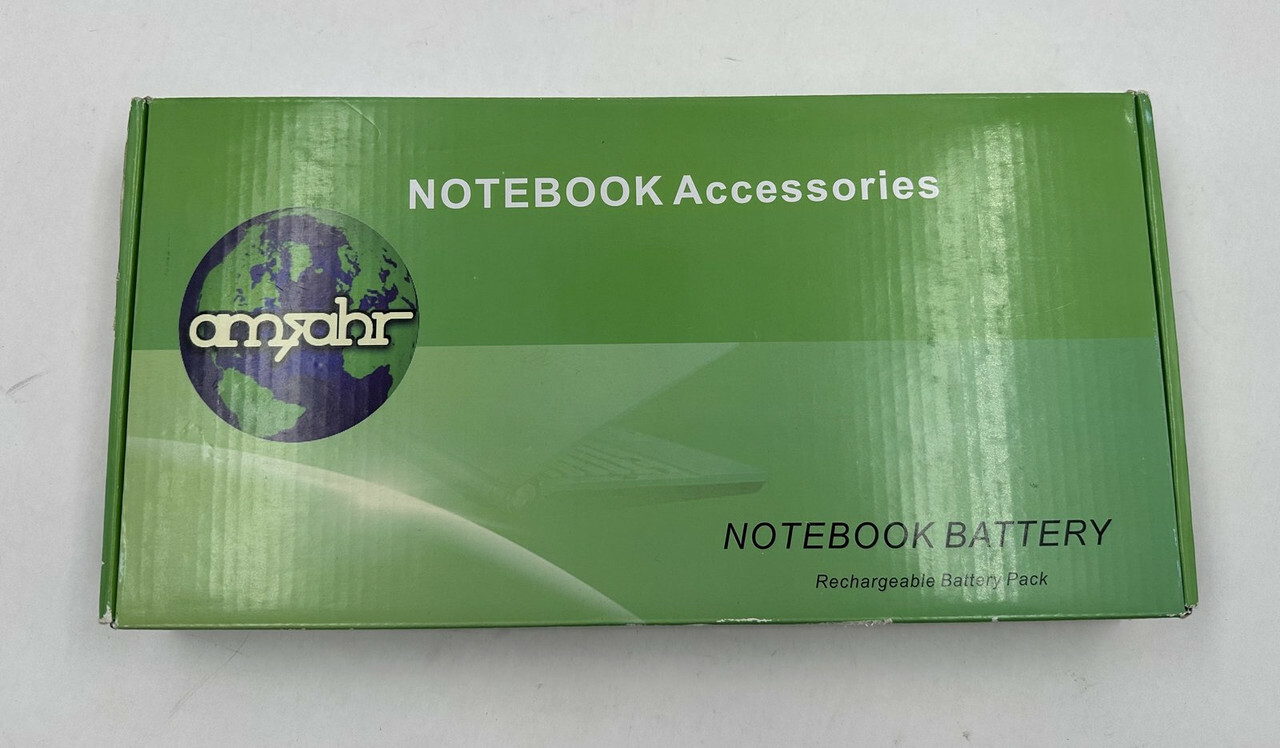 NOTEBOOK Accessories
amsahr
NOTEBOOK BATTERY
Rechargeable Battery Pack